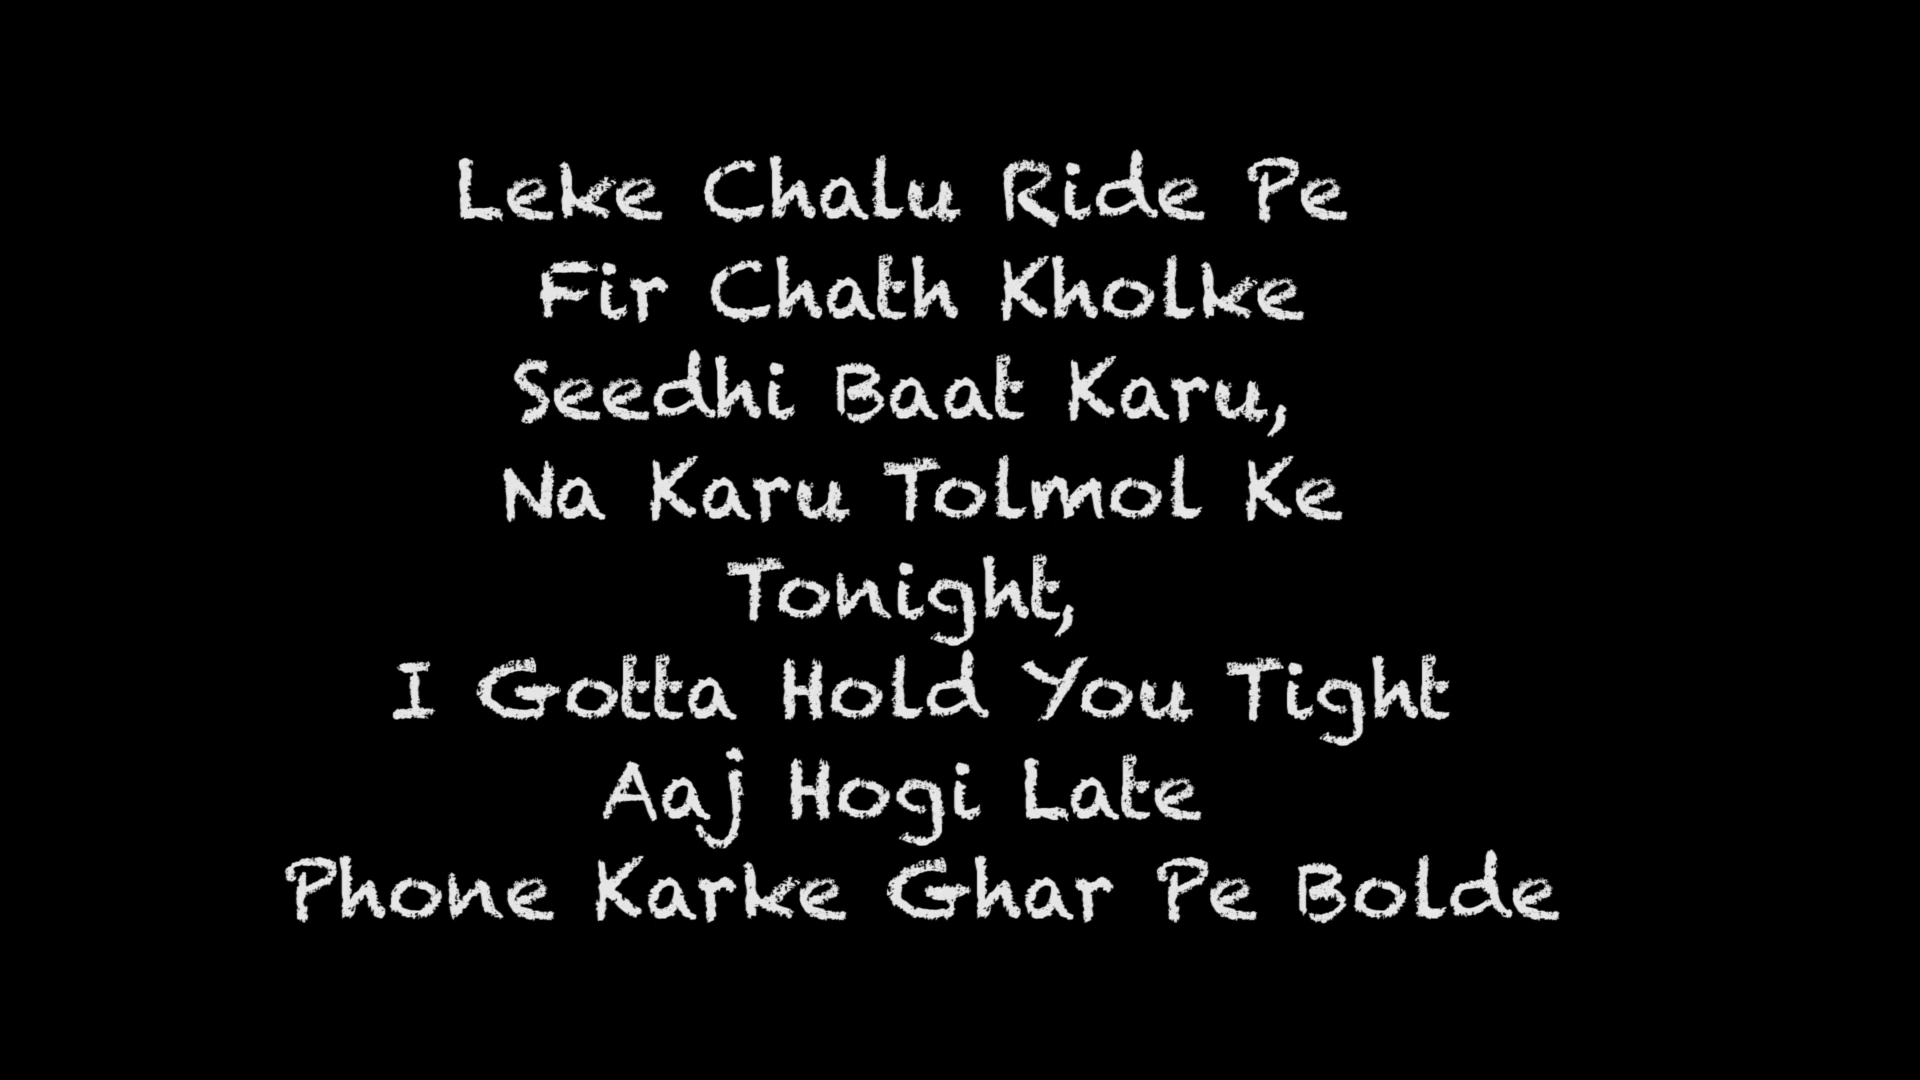 Leke Chalu Ride Pe
Fir Chath Kholke
Seedhi Baat Karu,
Na Karu Tolmol Ke
Tonight,
I Gotta Hold You Tight
Aaj Hogi Late
Phone Karke Ghar Pe Bolde